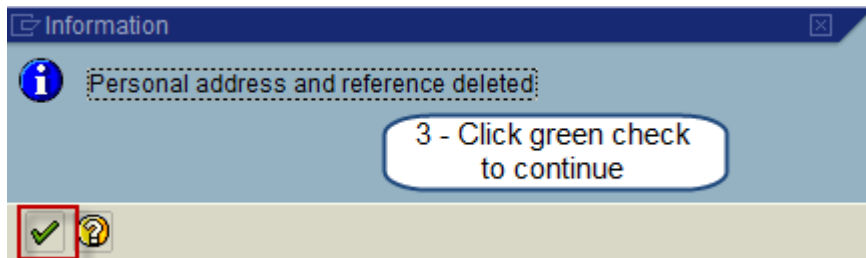 Information
Personal address and reference deleted
3 - Click green check
to continue